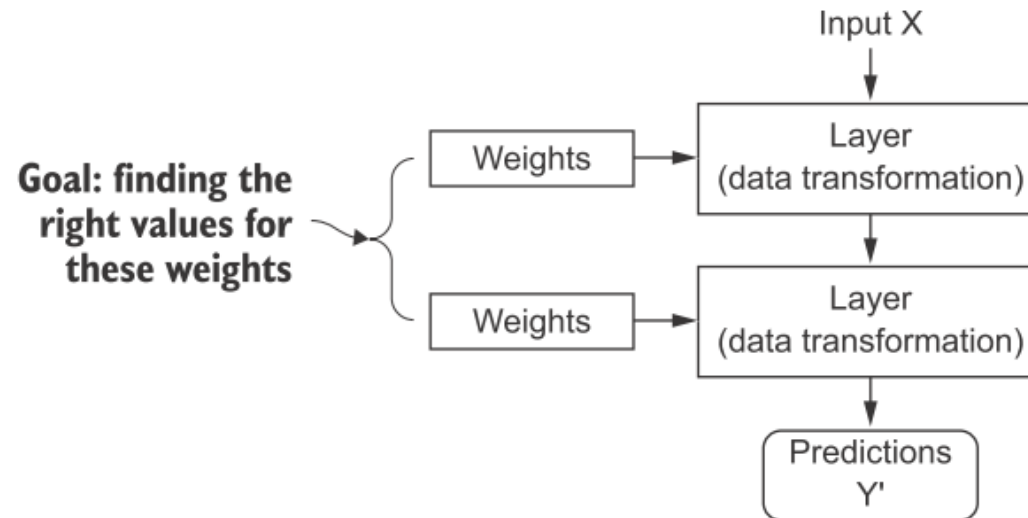 Input X
Layer
(data transformation)
Weights
Goal: finding the
right values for
these weights
Layer
(data transformation)
Weights
Predictions
Y'